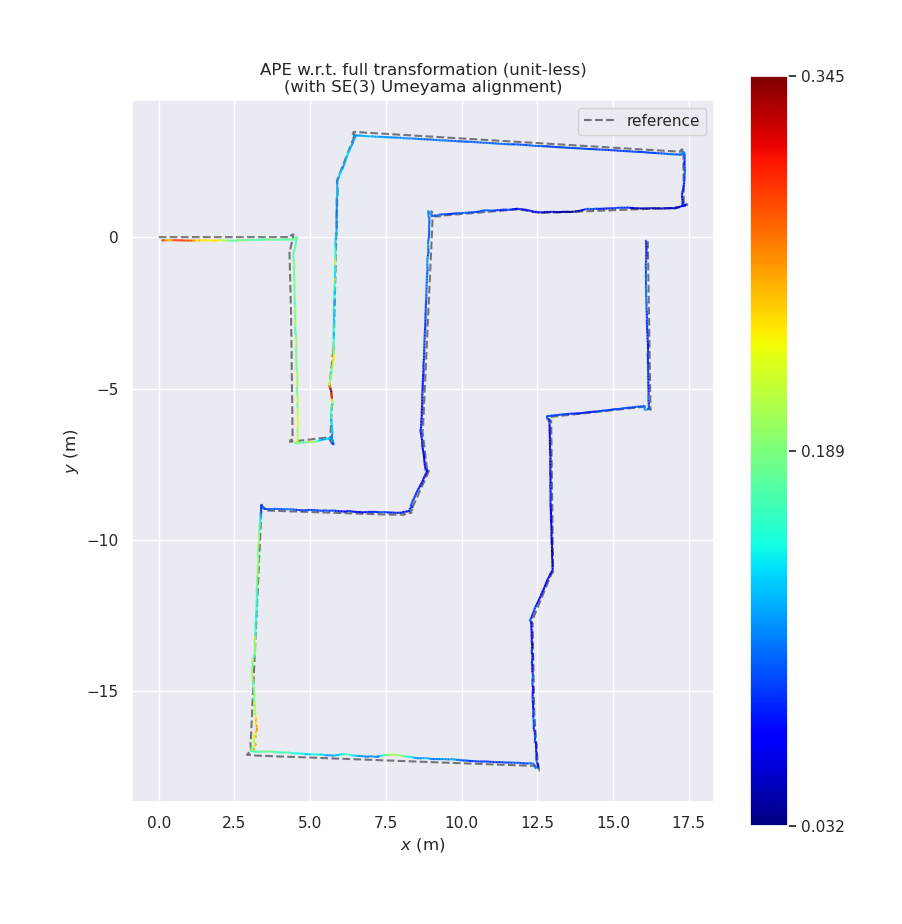 APE w.r.t. full transformation (unit-less)
(with SE(3) Umeyama alignment)
reference
0.345
0.189
0.032
0
−5
−10
−15
y (m)
0.0 2.5 5.0 7.5 10.0 12.5 15.0 17.5
x (m)